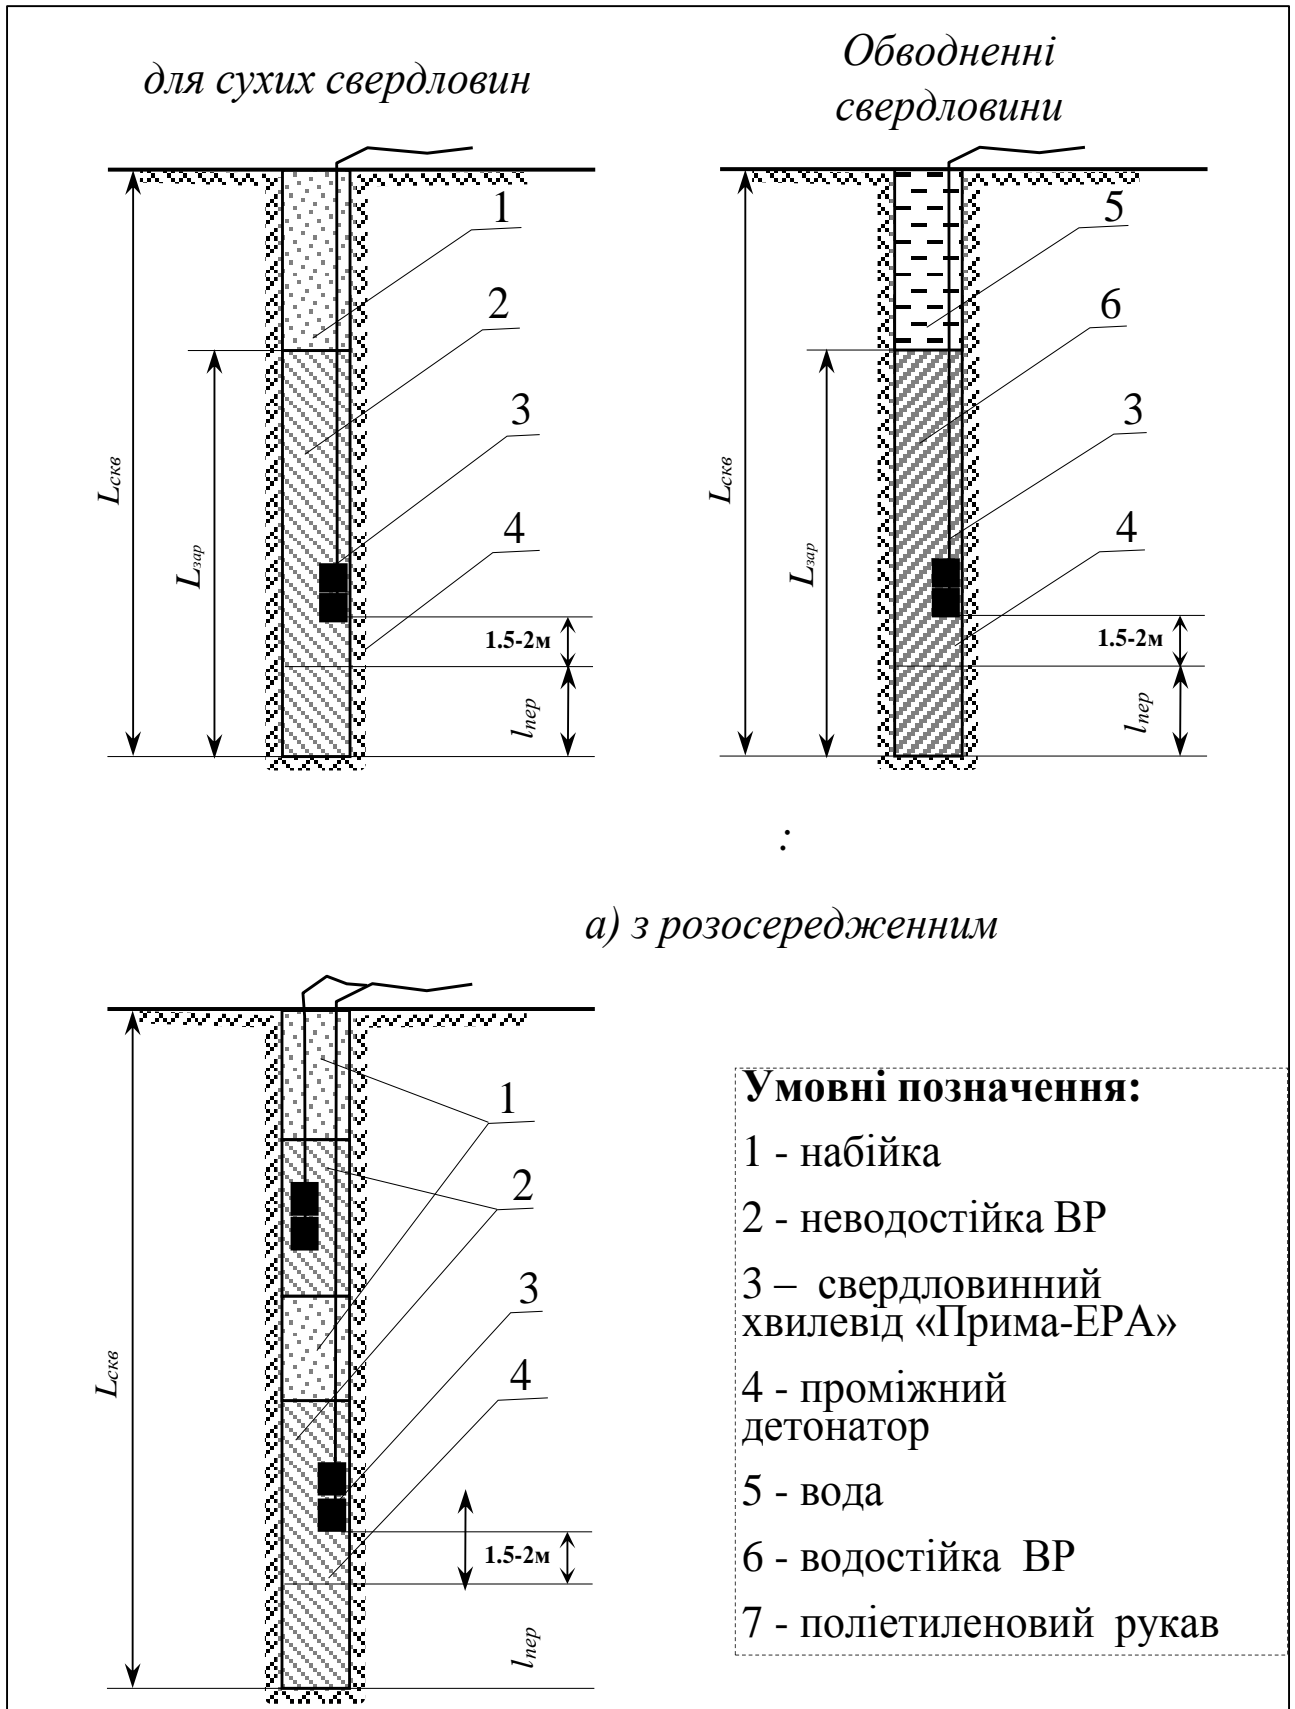 для сухих свердловин
Обводненні
свердловини
1
2
3
4
Lскв
Lзар
1.5-2м
lпер
5
6
3
4
Lскв
Lзар
1.5-2м
lпер
:
а) з розосередженним
1
2
3
4
Lскв
1.5-2м
lпер
Умовні позначення:
1 - набійка
2 - неводостійка ВР
3 – свердловинний
хвилевід «Прима-ЕРА»
4 - проміжний
детонатор
5 - вода
6 - водостійка ВР
7 - поліетиленовий рукав